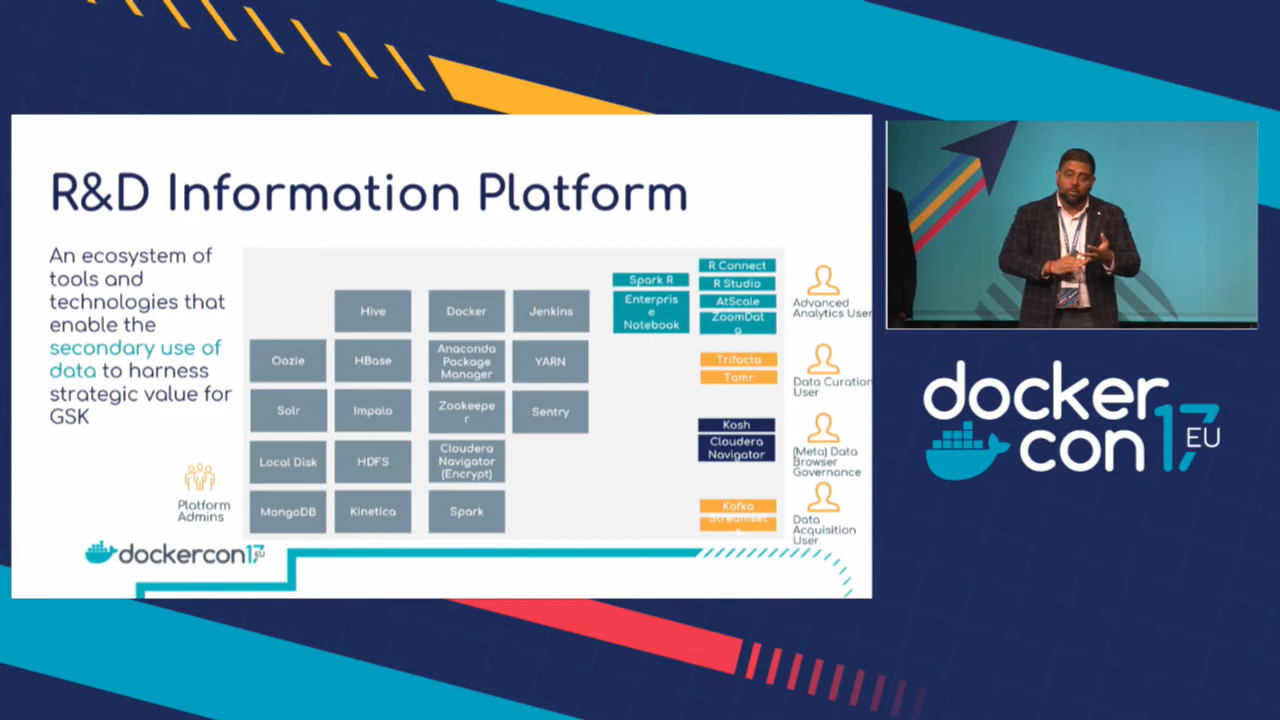 R&D Information Platform
An ecosystem of
tools and
technologies that
enable the
secondary use of
data to harness
strategic value for
GSK
Platform
Admins
Hive
Docker
Jenkins
Oozie
HBase
Anaconda
Package
Manager
YARN
Solr
Impala
Zookeepe
r
Sentry
Local Disk
HDFS
Cloudera
Navigator
(Encrypt)
MongoDB
Kinetica
Spark
Spark R
Enterpris
e
Notebook
R Connect
R Studio
AtScale
ZoomDat
a
Advanced
Analytics User
Trifacta
Tamr
Data Curation
User
Kosh
Cloudera
Navigator
(Meta) Data
Browser
Governance
Kafka
Streamset
s
Data
Acquisition
User
dockercon17
EU
docker
con 17
EU